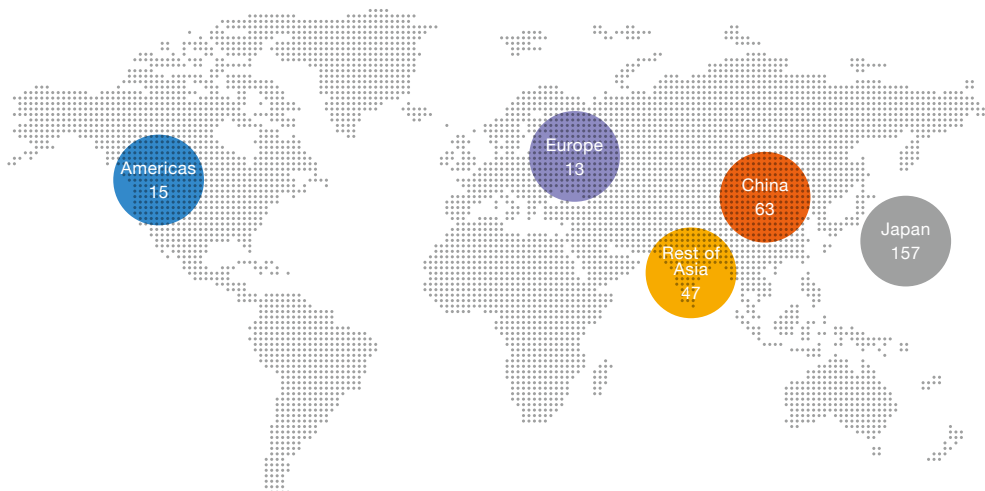 Americas
15
Europe
13
China
63
Japan
157
Rest of
Asia
47